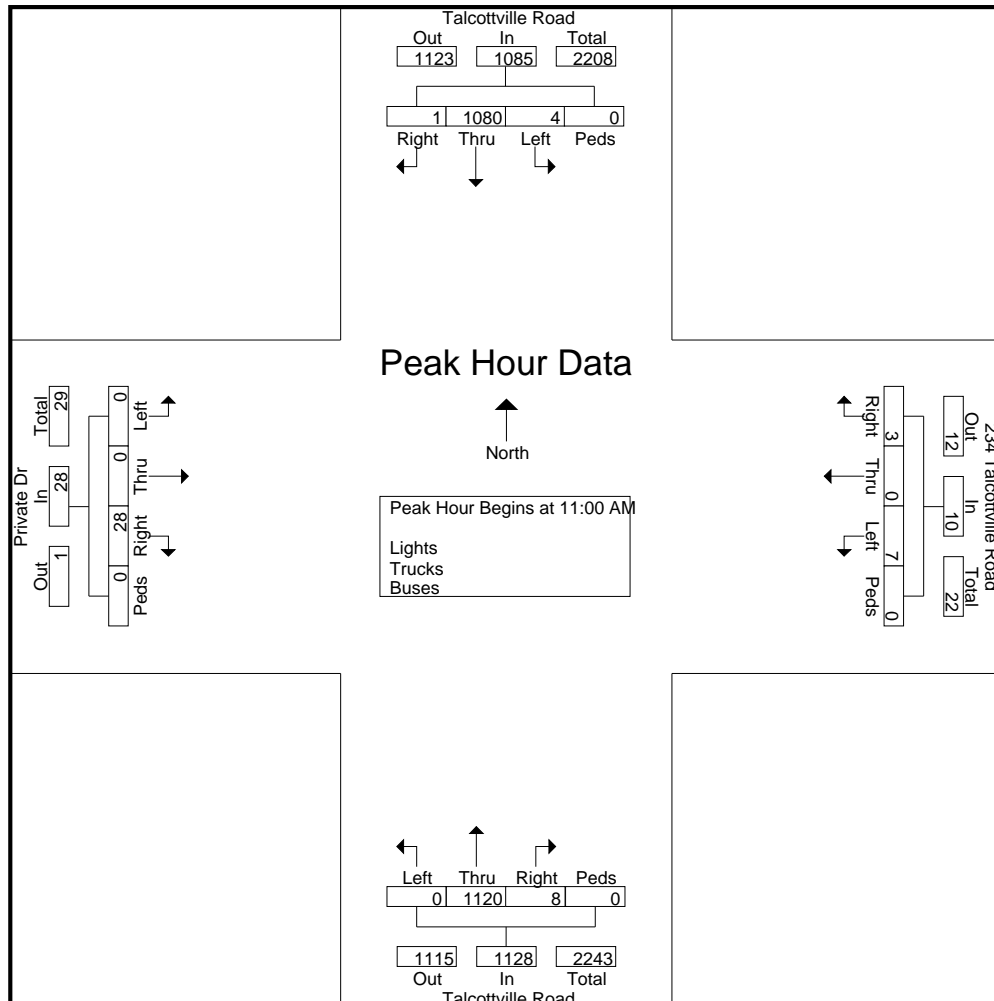 Talcottville Road
Out In Total
1123 1085 2208
1 1080 4 0
Right Thru Left Peds
Peak Hour Data
North
Peak Hour Begins at 11:00 AM
Lights
Trucks
Buses
Private Dr
Out In Total
1 28 29
0 0 28 0
Left Thru Right Peds
234 Talcottville Road
Out In Total
12 10 22
3 0 7 0
Right Thru Left Peds
Left Thru Right Peds
0 1120 8 0
1115 1128 2243
Out In Total
Talcottville Road